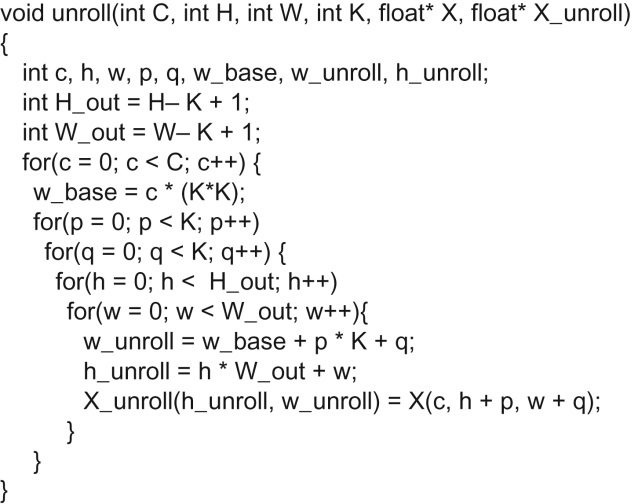 void unroll(int C, int H, int W, int K, float* X, float* X_unroll)
{
int c, h, w, p, q, w_base, w_unroll, h_unroll;
int H_out = H– K + 1;
int W_out = W– K + 1;
for(c = 0; c < C; c++) {
w_base = c * (K*K);
for(p = 0; p < K; p++)
for(q = 0; q < K; q++) {
for(h = 0; h < H_out; h++)
for(w = 0; w < W_out; w++){
w_unroll = w_base + p * K + q;
h_unroll = h * W_out + w;
X_unroll(h_unroll, w_unroll) = X(c, h + p, w + q);
}
}
}